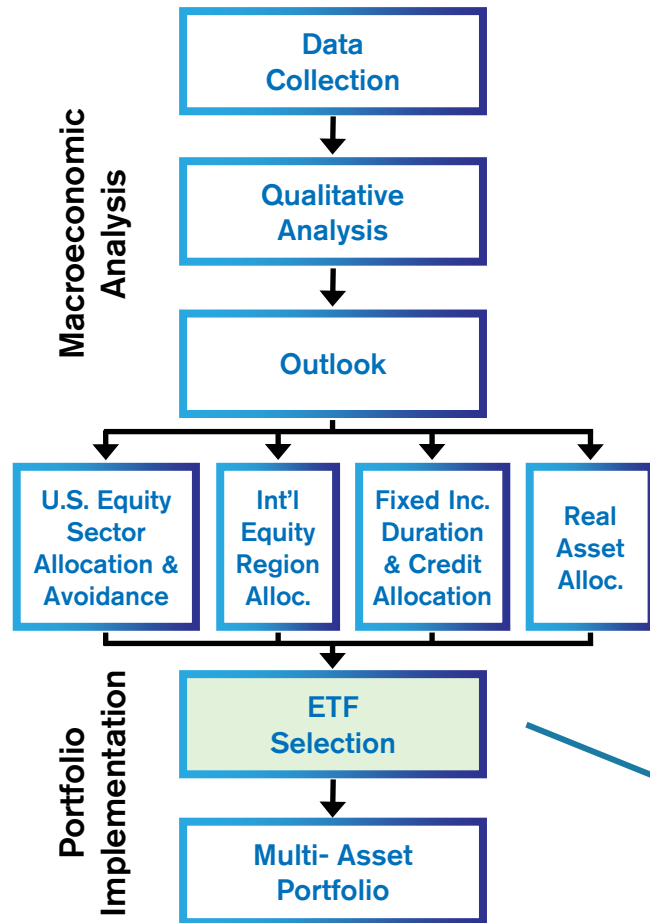 Data
Collection
Macroeconomic
Analysis
Qualitative
Analysis
Outlook
U.S. Equity
Sector
Allocation &
Avoidance
Int'l
Equity
Region
Alloc.
Fixed Inc.
Duration
& Credit
Allocation
Real
Asset
Alloc.
Portfolio
Implementation
ETF
Selection
Multi- Asset
Portfolio